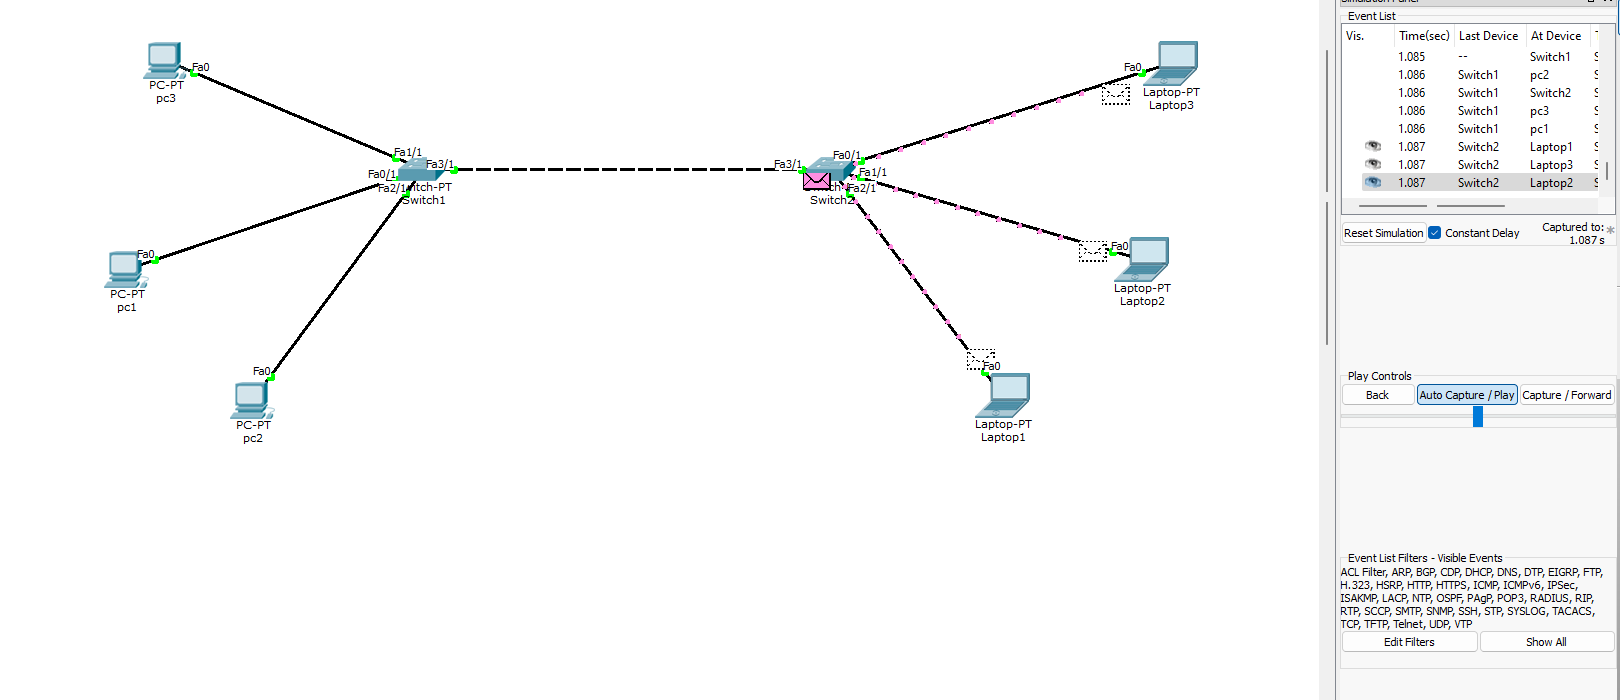 Simulation Panel
Event List
Vis. Time(sec) Last Device At Device
1.085 -- Switch1 S
1.086 Switch1 pc2 S
1.086 Switch1 Switch2 S
1.086 Switch1 pc3 S
1.086 Switch1 pc1 S
1.087 Switch2 Laptop1 S
1.087 Switch2 Laptop3 S
1.087 Switch2 Laptop2 S
Reset Simulation Constant Delay Captured to:
1.087 s
Play Controls
Back Auto Capture / Play Capture / Forward
Event List Filters - Visible Events
ACL Filter, ARP, BGP, CDP, DHCP, DNS, DTP, EIGRP, FTP,
H.323, HSRP, HTTP, HTTPS, ICMP, ICMPv6, IPSec,
ISAKMP, LACP, NTP, OSPF, PAgP, POP3, RADIUS, RIP,
RTP, SCCP, SMTP, SNMP, SSH, STP, SYSLOG, TACACS,
TCP, TFTP, Telnet, UDP, VTP
Edit Filters Show All
Fa0
PC-PT
pc3
Fa0
PC-PT
pc1
Fa0
PC-PT
pc2
Fa1/1
Fa3/1
Fa0/1
Fa2/1
itch-PT
Switch1
Fa3/1
Fa0/1
Fa1/1
Fa2/1
Switch2
Fa0
Laptop-PT
Laptop3
Fa0
Laptop-PT
Laptop2
Fa0
Laptop-PT
Laptop1